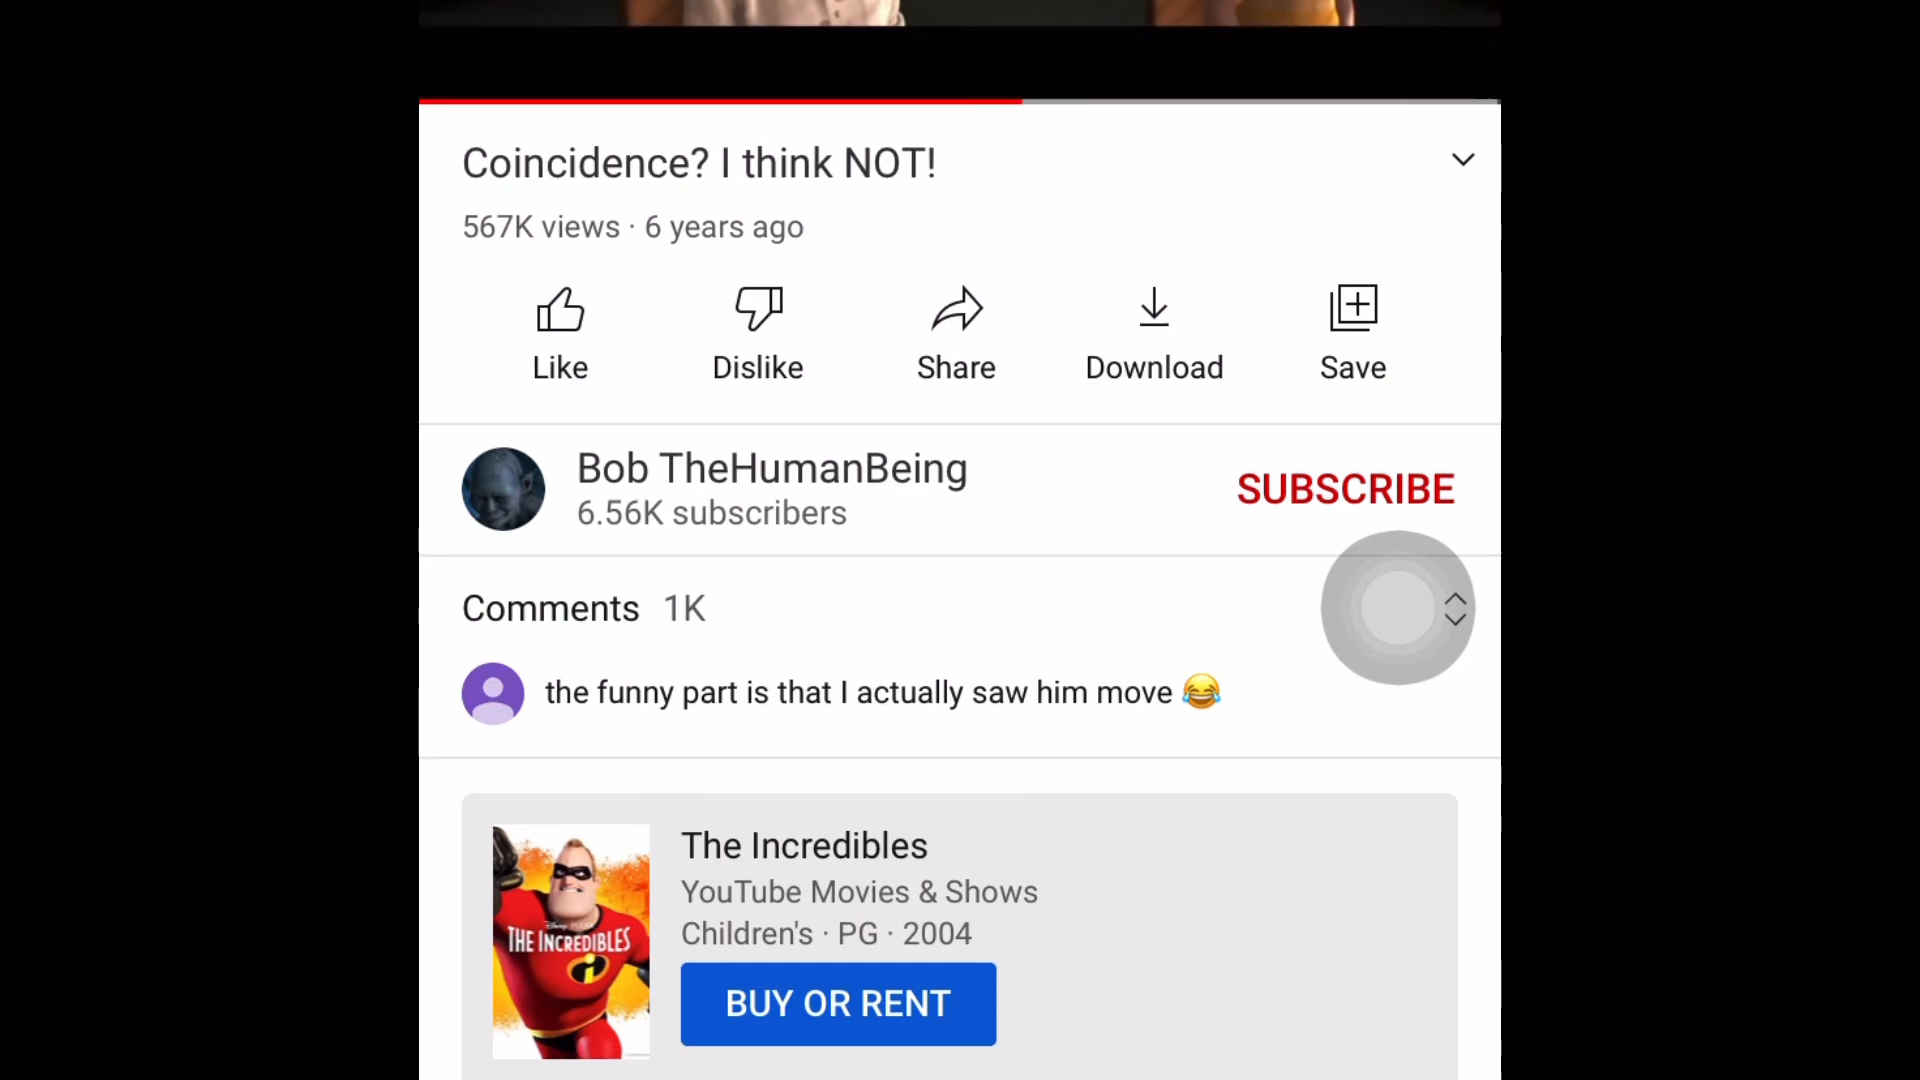 Coincidence? I think NOT!
567K views · 6 years ago
Like
Dislike
Share
Download
Save
Bob TheHumanBeing
6.56K subscribers
SUBSCRIBE
Comments 1K
the funny part is that I actually saw him move 😂
The Incredibles
YouTube Movies & Shows
Children's · PG · 2004
THE INCREDIBLES
BUY OR RENT